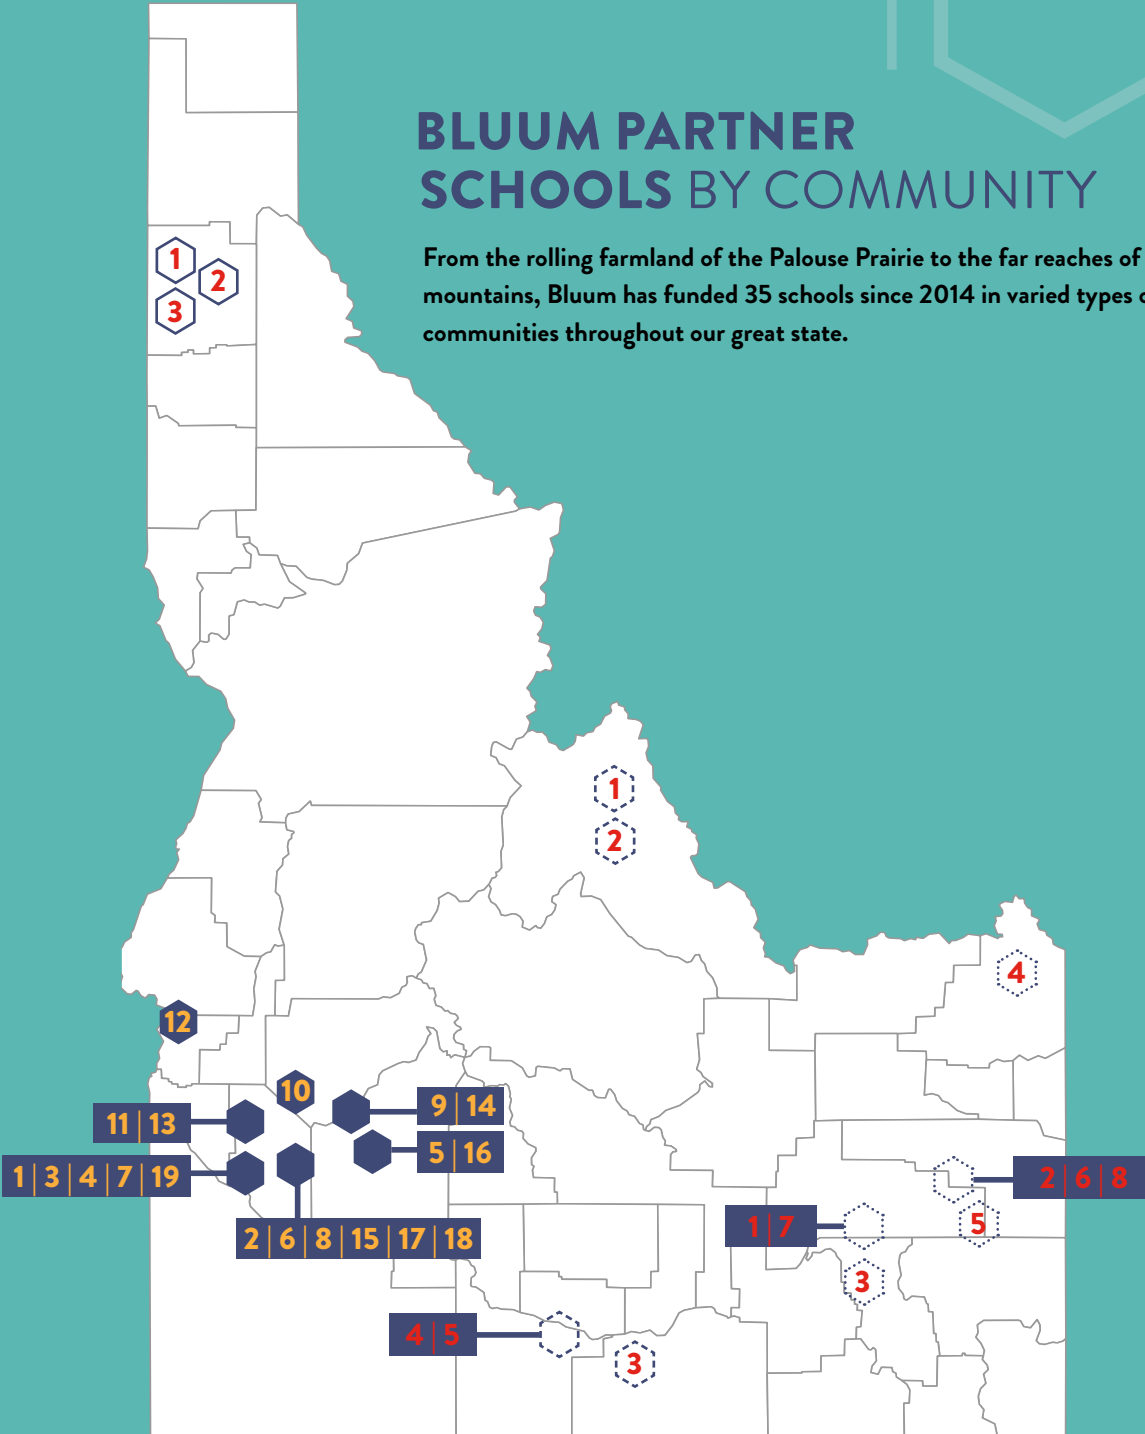 BLUUM PARTNER
SCHOOLS BY COMMUNITY
From the rolling farmland of the Palouse Prairie to the far reaches of
mountains, Bluum has funded 35 schools since 2014 in varied types
communities throughout our great state.
1
2
3
1
2
4
12
10
9 | 14
11 | 13
5 | 16
1 | 3 | 4 | 7 | 19
2 | 6 | 8
2 | 6 | 8 | 15 | 17 | 18
1 | 7
5
3
4 | 5
3